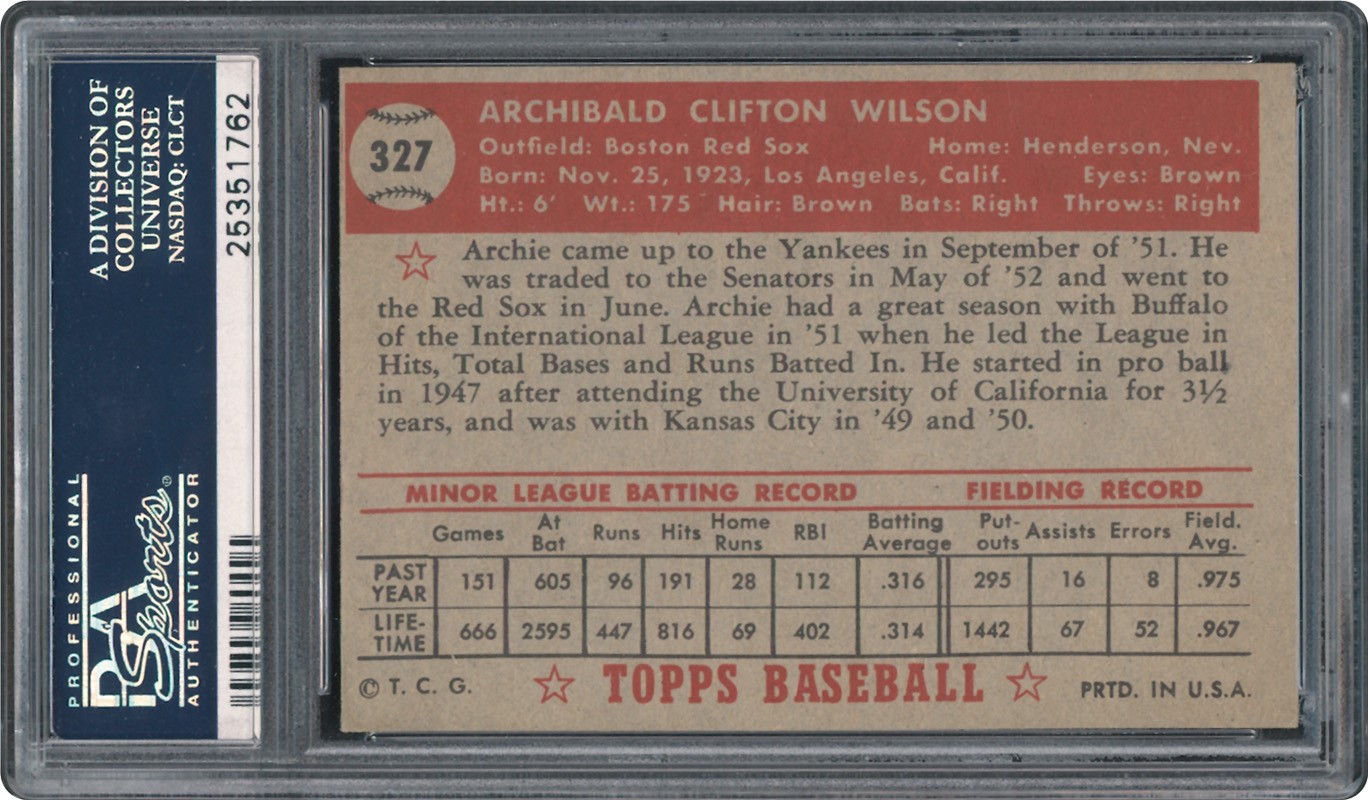 A DIVISION OF
COLLECTORS
UNIVERSE
NASDAQ: CLCT
25351762
PROFESSIONAL
PSA
Sports®
AUTHENTICATOR
327
ARCHIBALD CLIFTON WILSON
Outfield: Boston Red Sox Home: Henderson, Nev.
Born: Nov. 25, 1923, Los Angeles, Calif. Eyes: Brown
Ht.: 6' Wt.: 175 Hair: Brown Bats: Right Throws: Right
Archie came up to the Yankees in September of '51. He
was traded to the Senators in May of '52 and went to
the Red Sox in June. Archie had a great season with Buffalo
of the International League in '51 when he led the League in
Hits, Total Bases and Runs Batted In. He started in pro ball
in 1947 after attending the University of California for 3½
years, and was with Kansas City in '49 and '50.
MINOR LEAGUE BATTING RECORD FIELDING RECORD
Games At Bat Runs Hits Home Runs RBI Batting Average Put-outs Assists Errors Field. Avg.
PAST YEAR 151 605 96 191 28 112 .316 295 16 8 .975
LIFE-TIME 666 2595 447 816 69 402 .314 1442 67 52 .967
© T. C. G. TOPPS BASEBALL PRTD. IN U.S.A.